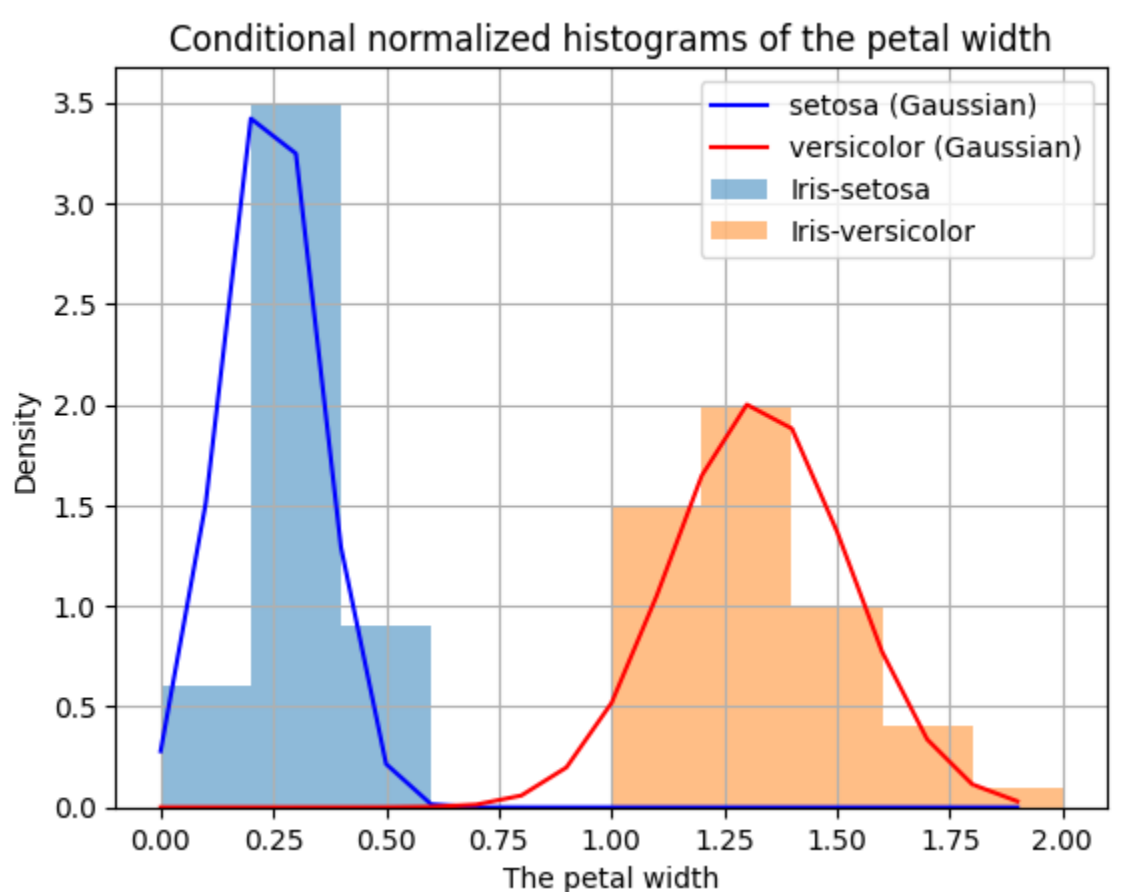 Conditional normalized histograms of the petal width
setosa (Gaussian)
versicolor (Gaussian)
Iris-setosa
Iris-versicolor
3.5
3.0
2.5
2.0
1.5
1.0
0.5
0.0
Density
0.00 0.25 0.50 0.75 1.00 1.25 1.50 1.75 2.00
The petal width